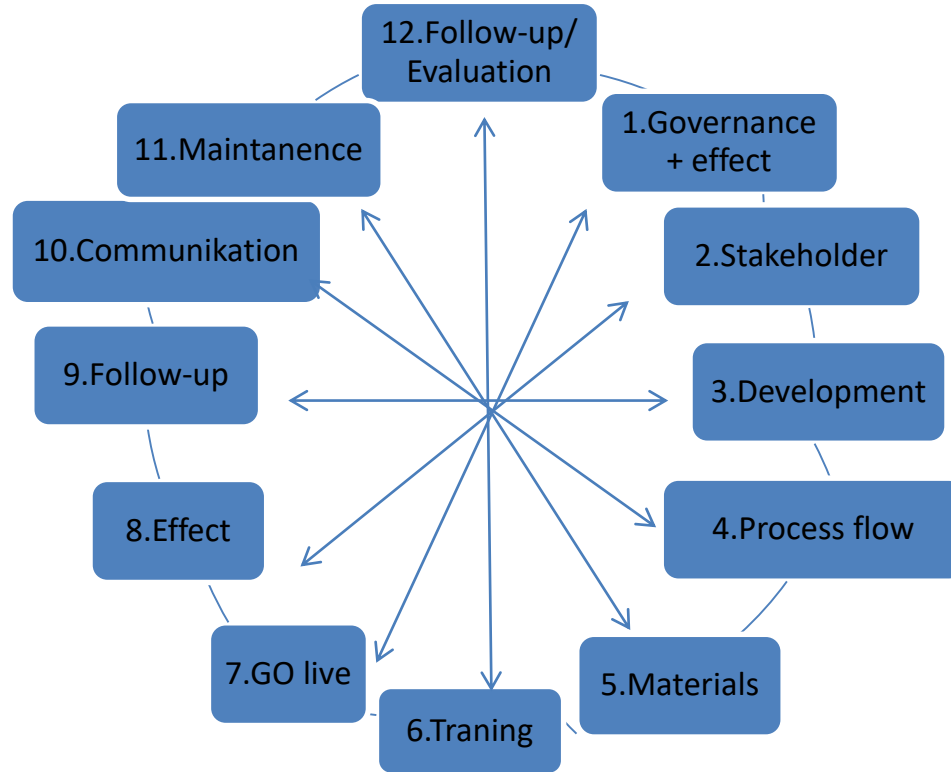 12.Follow-up/
Evaluation
1.Governance
+ effect
2.Stakeholder
3.Development
4.Process flow
5.Materials
6.Traning
7.GO live
8.Effect
9.Follow-up
10.Communikation
11.Maintanence